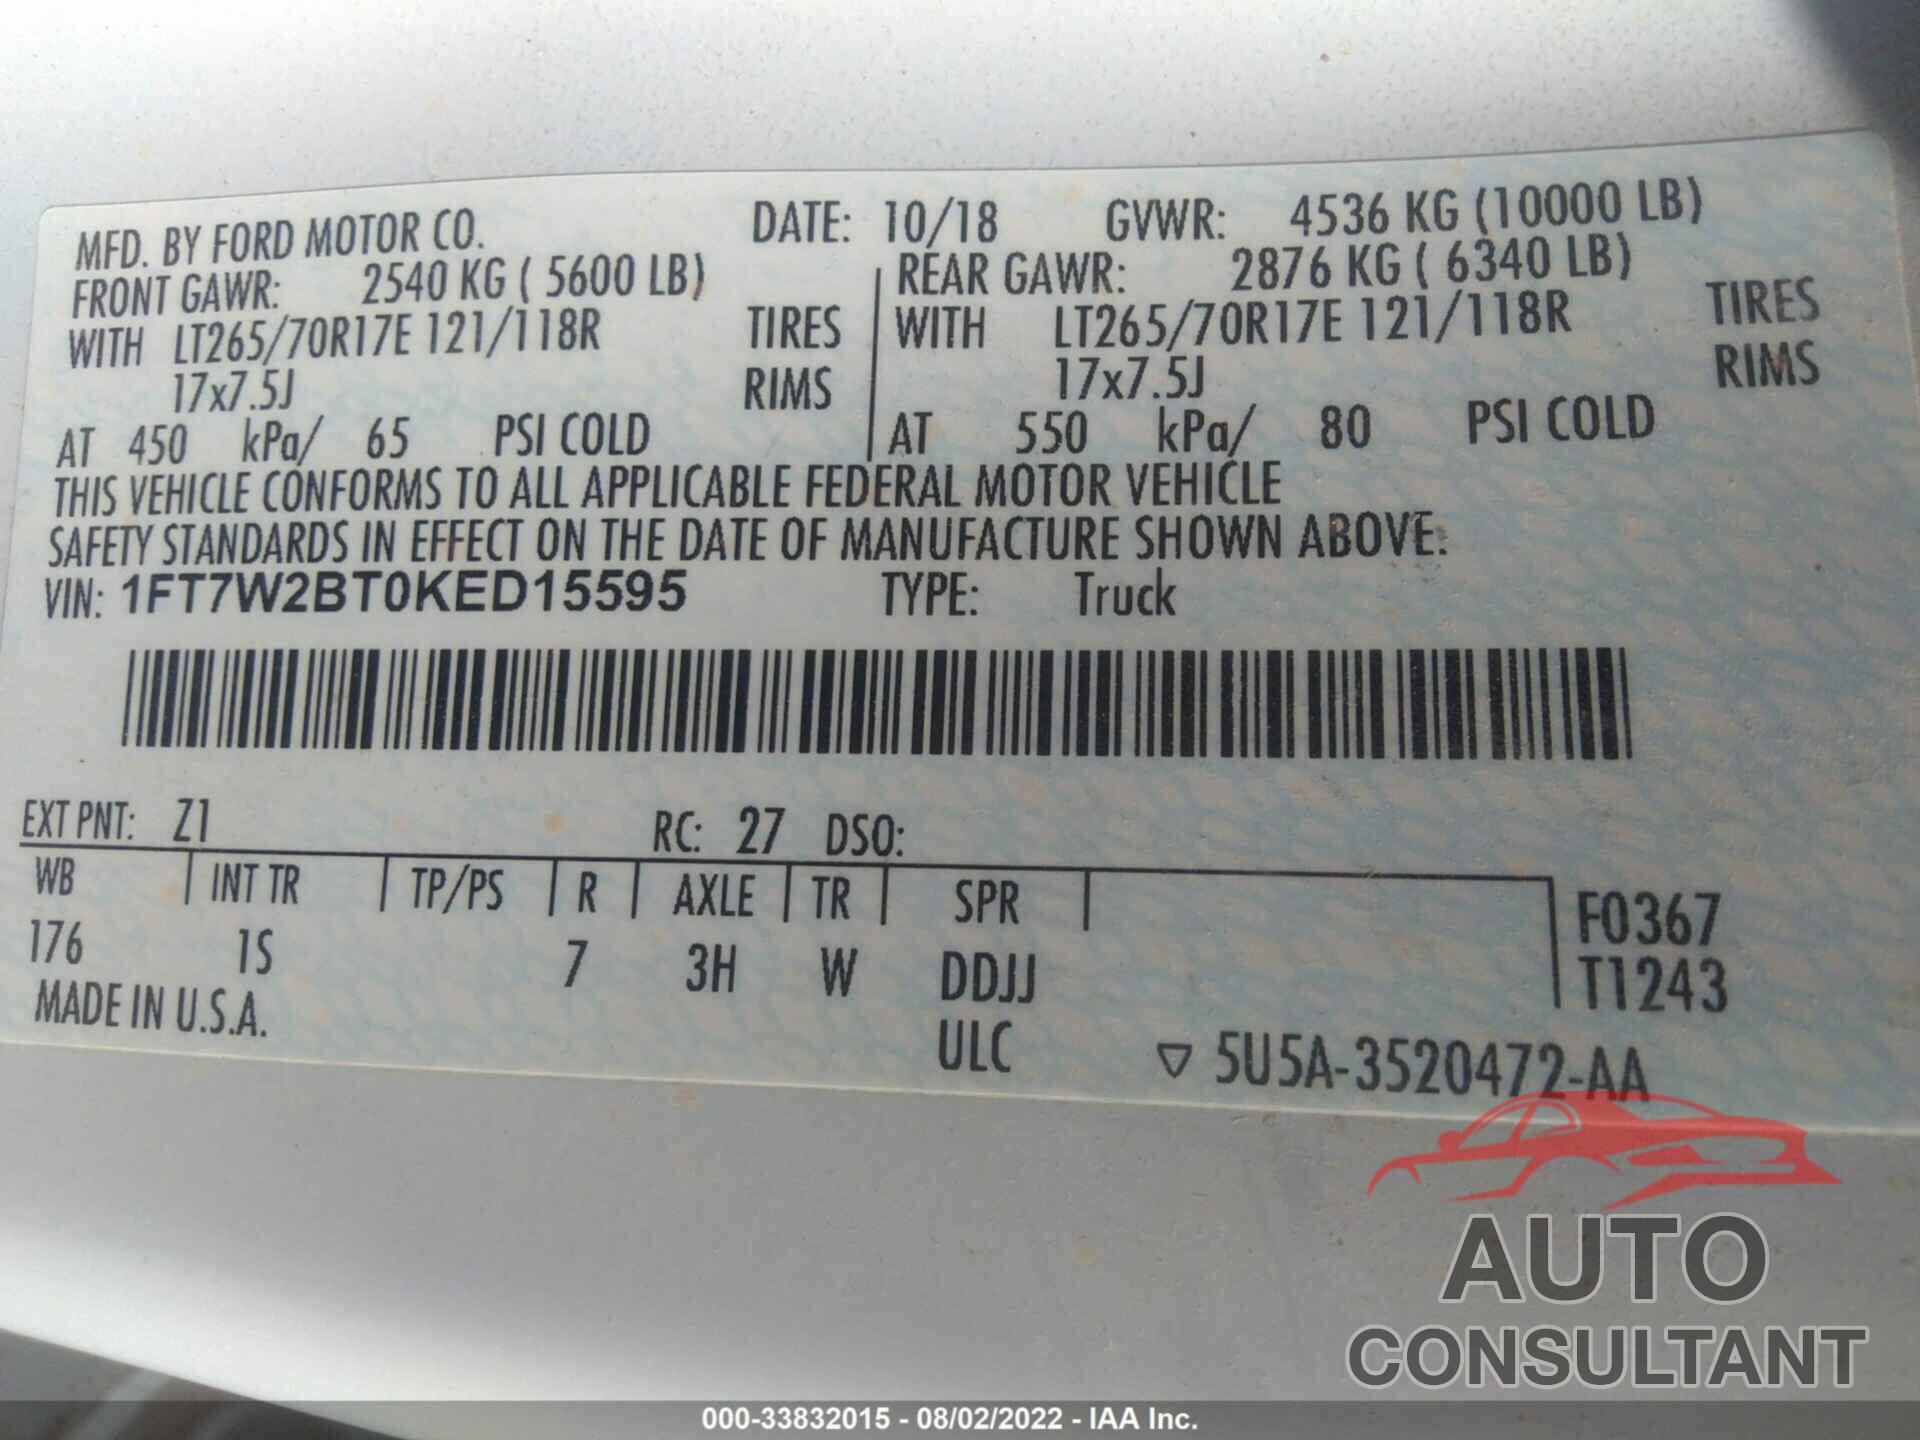 MFD. BY FORD MOTOR CO. DATE: 10/18 GVWR: 4536 KG (10000 LB)
FRONT GAWR: 2540 KG ( 5600 LB) REAR GAWR: 2876 KG ( 6340 LB)
WITH LT265/70R17E 121/118R TIRES WITH LT265/70R17E 121/118R TIRES
17x7.5J RIMS 17x7.5J RIMS
AT 450 kPa/ 65 PSI COLD AT 550 kPa/ 80 PSI COLD
THIS VEHICLE CONFORMS TO ALL APPLICABLE FEDERAL MOTOR VEHICLE
SAFETY STANDARDS IN EFFECT ON THE DATE OF MANUFACTURE SHOWN ABOVE.
VIN: 1FT7W2BT0KED15595 TYPE: Truck
EXT PNT: Z1 RC: 27 DSO:
WB INT TR TP/PS R AXLE TR SPR F0367
176 1S 7 3H W DDJJ T1243
MADE IN U.S.A. ULC ▽ 5U5A-3520472-AA
AUTO
CONSULTANT
000-33832015 - 08/02/2022 - IAA Inc.